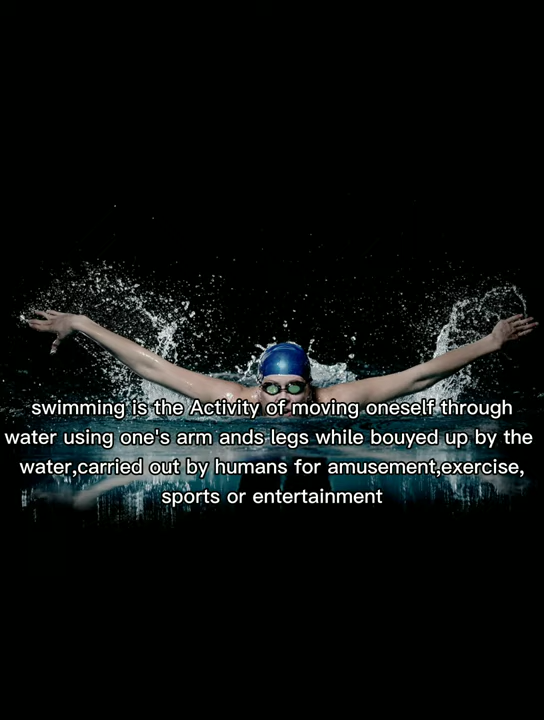 swimming is the Activity of moving oneself through
water using one's arm ands legs while bouyed up by the
water,carried out by humans for amusement,exercise,
sports or entertainment